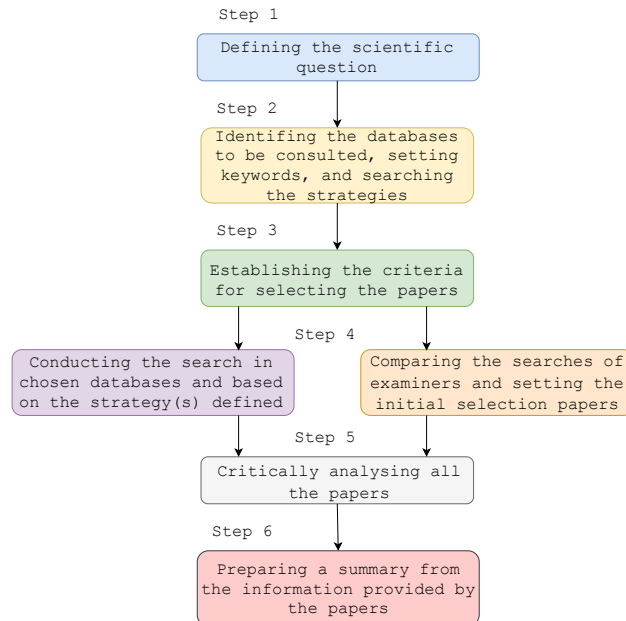 Step 1
Defining the scientific
question
Step 2
Identifing the databases
to be consulted, setting
keywords, and searching
the strategies
Step 3
Establishing the criteria
for selecting the papers
Step 4
Conducting the search in
chosen databases and based
on the strategy(s) defined
Comparing the searches of
examiners and setting the
initial selection papers
Step 5
Critically analysing all
the papers
Step 6
Preparing a summary from
the information provided by
the papers